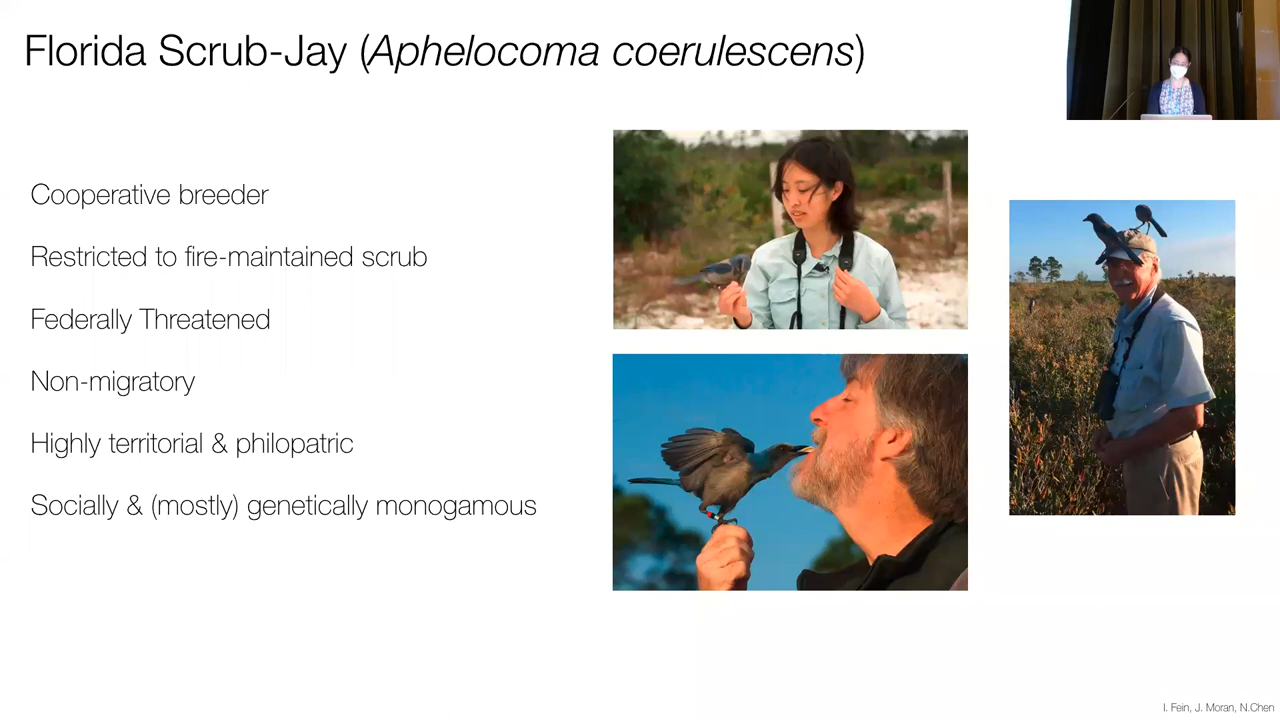 Florida Scrub-Jay (Aphelocoma coerulescens)
Cooperative breeder
Restricted to fire-maintained scrub
Federally Threatened
Non-migratory
Highly territorial & philopatric
Socially & (mostly) genetically monogamous
I. Fein, J. Moran, N.Chen